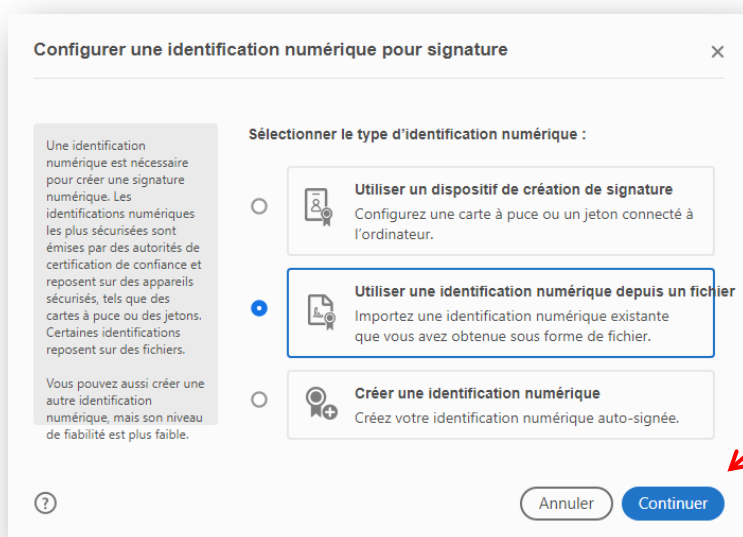 Configurer une identification numérique pour signature
Une identification
numérique est nécessaire
pour créer une signature
numérique. Les
identifications numériques
les plus sécurisées sont
émises par des autorités de
certification de confiance et
reposent sur des appareils
sécurisés, tels que des
cartes à puce ou des jetons.
Certaines identifications
reposent sur des fichiers.
Vous pouvez aussi créer une
autre identification
numérique, mais son niveau
de fiabilité est plus faible.
Sélectionner le type d’identification numérique :
Utiliser un dispositif de création de signature
Configurez une carte à puce ou un jeton connecté à
l’ordinateur.
Utiliser une identification numérique depuis un fichier
Importez une identification numérique existante
que vous avez obtenue sous forme de fichier.
Créer une identification numérique
Créez votre identification numérique auto-signée.
?
Annuler
Continuer